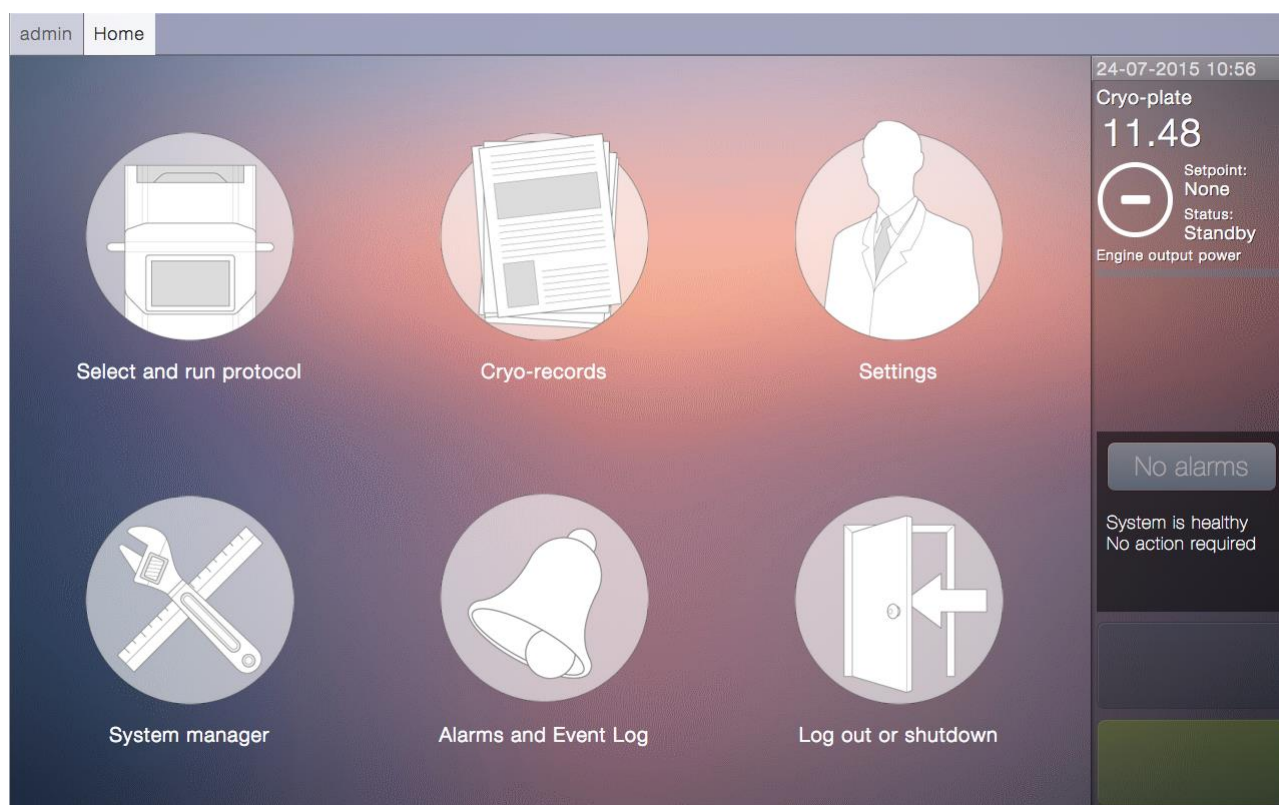 admin
Home
24-07-2015 10:56
Cryo-plate
11.48
Setpoint:
None
Status:
Standby
Engine output power
Select and run protocol
Cryo-records
Settings
No alarms
System is healthy
No action required
System manager
Alarms and Event Log
Log out or shutdown